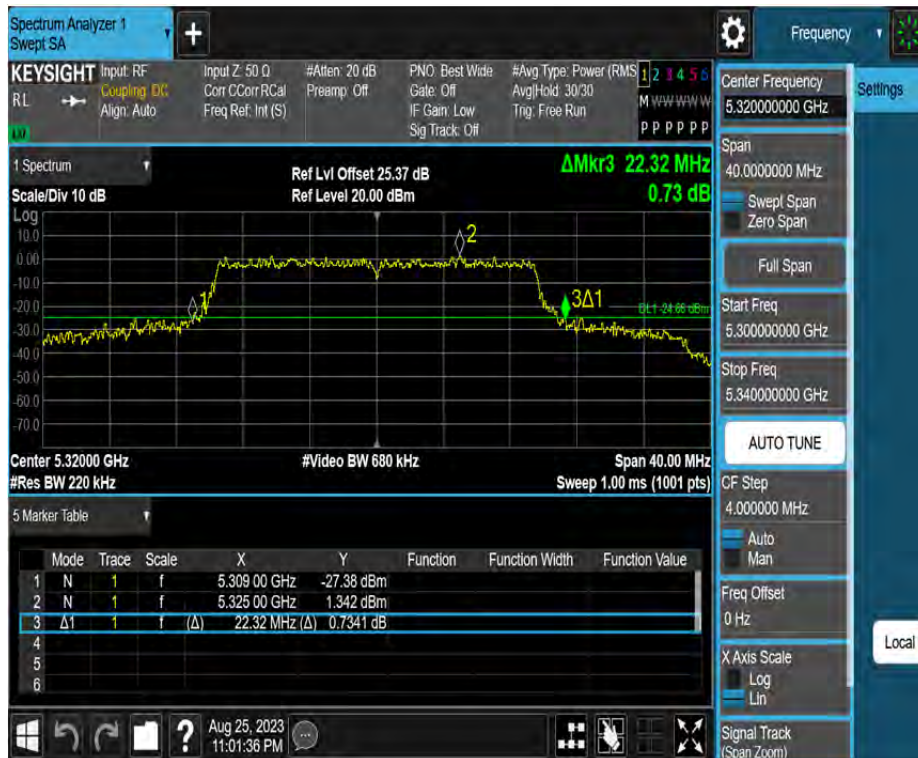 Spectrum Analyzer 1
Swept SA
+
Frequency
KEYSIGHT
RL
Input: RF
Coupling: DC
Align: Auto
Input Z: 50 Ω
Corr CCorr RCal
Freq Ref: Int (S)
#Atten: 20 dB
Preamp: Off
PNO: Best Wide
Gate: Off
IF Gain: Low
Sig Track: Off
#Avg Type: Power (RMS
Avg|Hold: 30/30
Trig: Free Run
1 2 3 4 5 6
M W W W W W
P P P P P P
1 Spectrum
Scale/Div 10 dB
Ref Lvl Offset 25.37 dB
Ref Level 20.00 dBm
ΔMkr3 22.32 MHz
0.73 dB
Log
10.0
0.00
-10.0
-20.0
-30.0
-40.0
-50.0
-60.0
-70.0
1
2
3Δ1
DL1 -24.66 dBm
Center 5.32000 GHz
#Res BW 220 kHz
#Video BW 680 kHz
Span 40.00 MHz
Sweep 1.00 ms (1001 pts)
5 Marker Table
Mode Trace Scale X Y Function Function Width Function Value
1 N 1 f 5.309 00 GHz -27.38 dBm
2 N 1 f 5.325 00 GHz 1.342 dBm
3 Δ1 1 f (Δ) 22.32 MHz (Δ) 0.7341 dB
4
5
6
Aug 25, 2023
11:01:36 PM
Center Frequency
5.320000000 GHz
Span
40.0000000 MHz
Swept Span
Zero Span
Full Span
Start Freq
5.300000000 GHz
Stop Freq
5.340000000 GHz
AUTO TUNE
CF Step
4.000000 MHz
Auto
Man
Freq Offset
0 Hz
X Axis Scale
Log
Lin
Signal Track
(Span Zoom)
Settings
Local